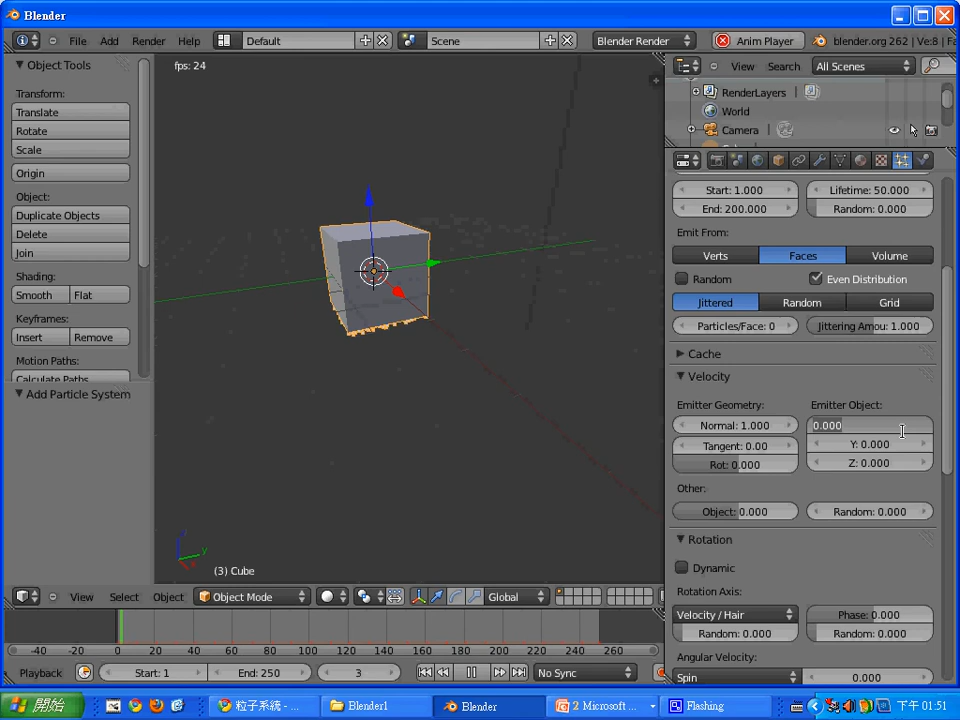 Blender
File Add Render Help Default Scene Blender Render Anim Player blender.org 262 | Ve:8 | Fa
fps: 24
Object Tools
Transform:
Translate
Rotate
Scale
Origin
Object:
Duplicate Objects
Delete
Join
Shading:
Smooth Flat
Keyframes:
Insert Remove
Motion Paths:
Calculate Paths
Add Particle System
(3) Cube
z
y
View Search All Scenes
RenderLayers |
World
Camera |
Start: 1.000 Lifetime: 50.000
End: 200.000 Random: 0.000
Emit From:
Verts Faces Volume
Random Even Distribution
Jittered Random Grid
Particles/Face: 0 Jittering Amou: 1.000
Cache
Velocity
Emitter Geometry: Emitter Object:
Normal: 1.000 0.000
Tangent: 0.00 Y: 0.000
Rot: 0.000 Z: 0.000
Other:
Object: 0.000 Random: 0.000
Rotation
Dynamic
Rotation Axis:
Velocity / Hair Phase: 0.000
Random: 0.000 Random: 0.000
Angular Velocity:
Spin 0.000
View Select Object Object Mode Global
-40 -20 0 20 40 60 80 100 120 140 160 180 200 220 240 260
Playback Start: 1 End: 250 3 No Sync
開始 粒子系統 - ... Blender1 Blender 2 Microsoft ... Flashing 下午 01:51